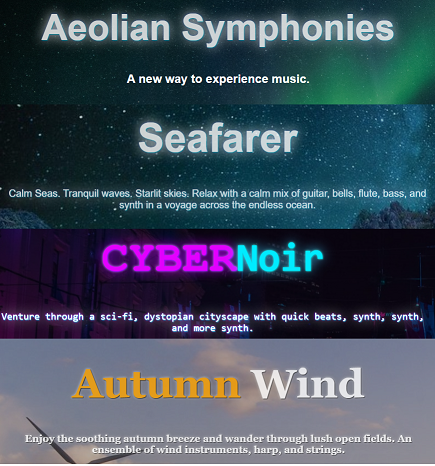 Aeolian Symphonies
A new way to experience music.
Seafarer
Calm Seas. Tranquil waves. Starlit skies. Relax with a calm mix of guitar, bells, flute, bass, and
synth in a voyage across the endless ocean.
CYBERNoir
Venture through a sci-fi, dystopian cityscape with quick beats, synth, synth,
and more synth.
Autumn Wind
Enjoy the soothing autumn breeze and wander through lush open fields. An
ensemble of wind instruments, harp, and strings.